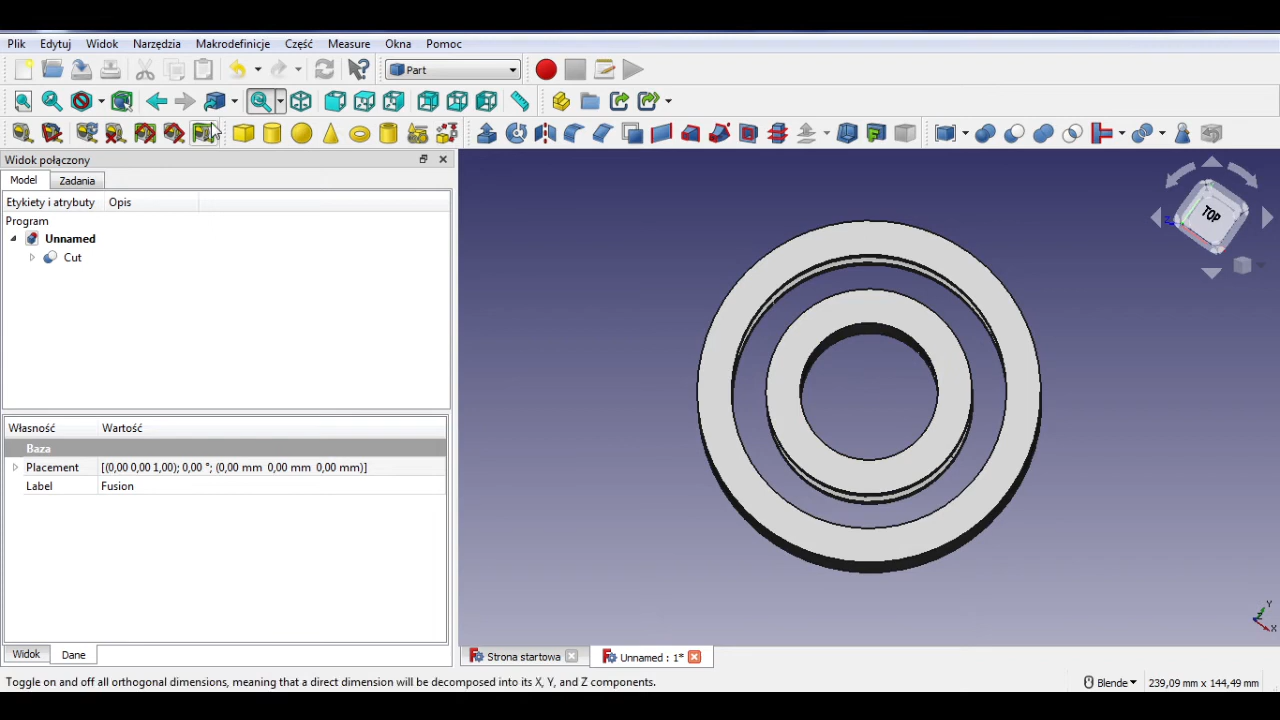 Plik Edytuj Widok Narzędzia Makrodefinicje Część Measure Okna Pomoc
Part
Widok połączony
Model Zadania
Etykiety i atrybuty Opis
Program
Unnamed
Cut
Własność Wartość
Baza
Placement [(0,00 0,00 1,00); 0,00 °; (0,00 mm 0,00 mm 0,00 mm)]
Label Fusion
Widok Dane
TOP
Z
Y
Z
X
Strona startowa Unnamed : 1*
Toggle on and off all orthogonal dimensions, meaning that a direct dimension will be decomposed into its X, Y, and Z components.
Blende 239,09 mm x 144,49 mm